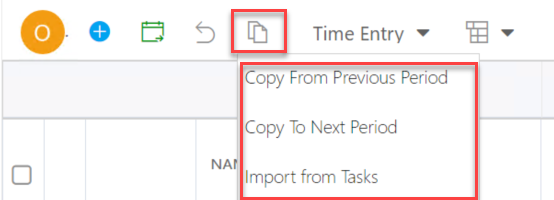 O
Time Entry
Copy From Previous Period
Copy To Next Period
NAM
Import from Tasks